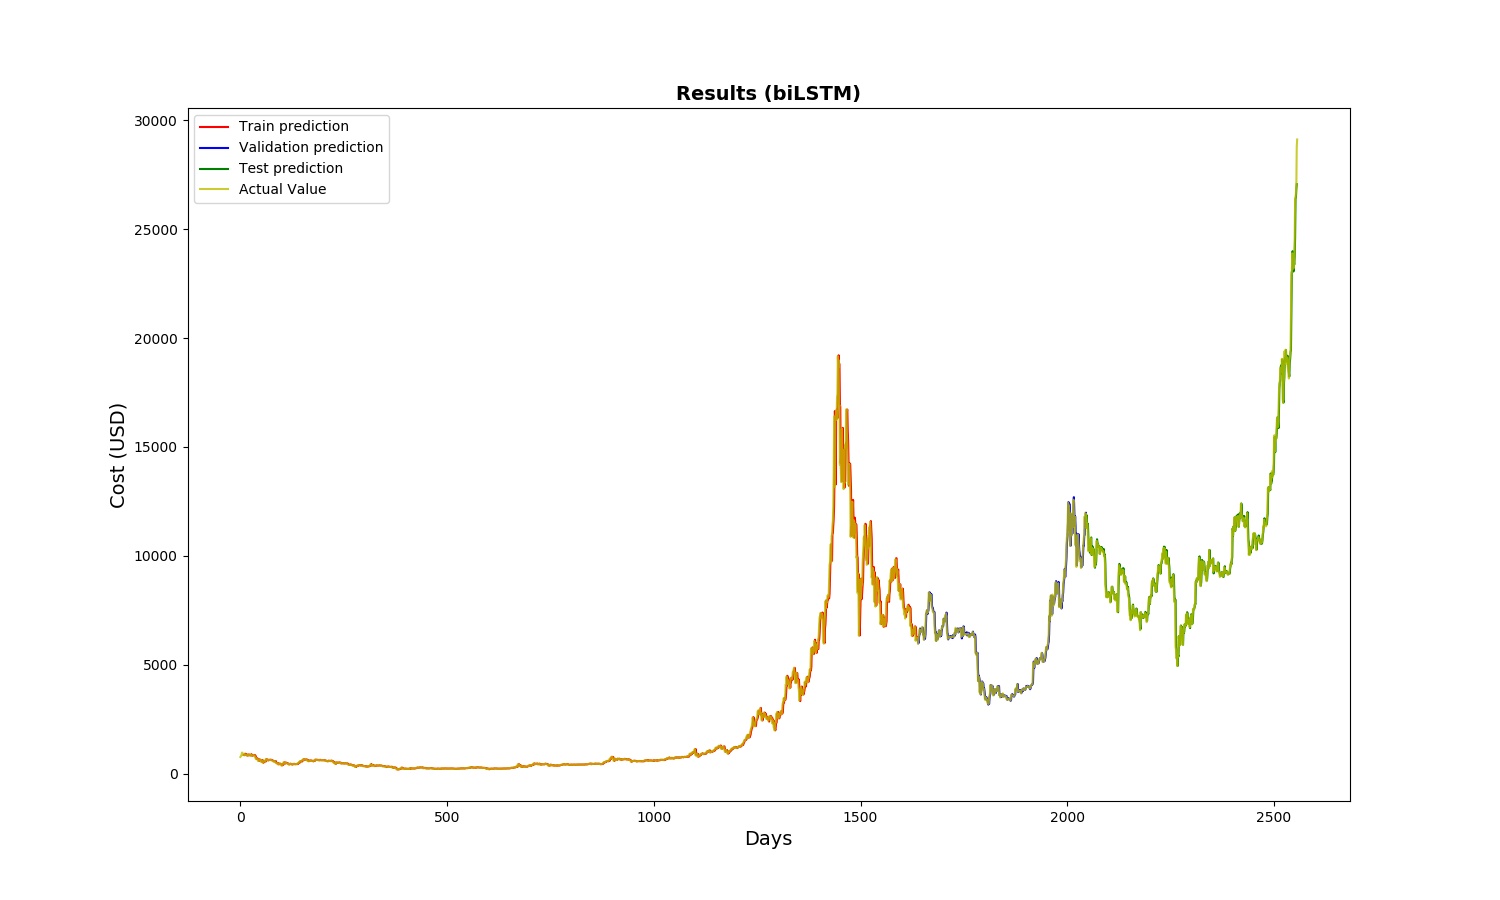 Results (biLSTM)
30000
25000
20000
15000
10000
5000
0
Cost (USD)
Train prediction
Validation prediction
Test prediction
Actual Value
0 500 1000 1500 2000 2500
Days